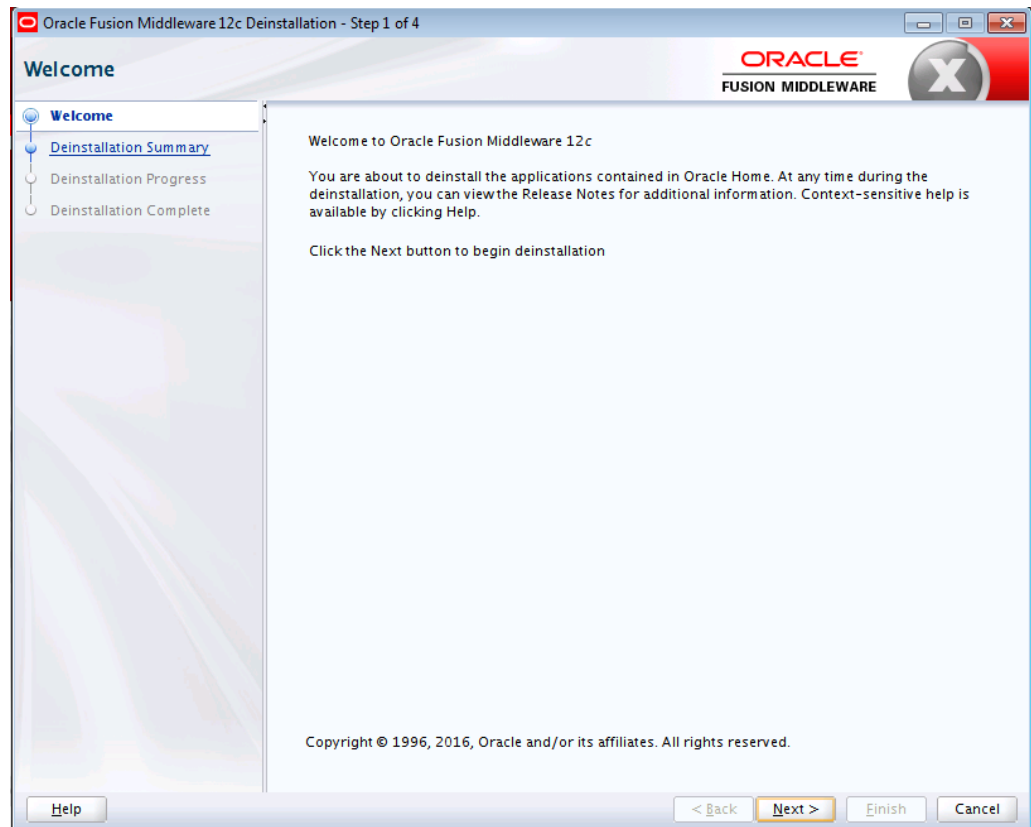 Oracle Fusion Middleware 12c Deinstallation - Step 1 of 4
Welcome
ORACLE
FUSION MIDDLEWARE
X
Welcome
Deinstallation Summary
Deinstallation Progress
Deinstallation Complete
Welcome to Oracle Fusion Middleware 12c
You are about to deinstall the applications contained in Oracle Home. At any time during the
deinstallation, you can view the Release Notes for additional information. Context-sensitive help is
available by clicking Help.
Click the Next button to begin deinstallation
Copyright © 1996, 2016, Oracle and/or its affiliates. All rights reserved.
Help
< Back
Next >
Finish
Cancel